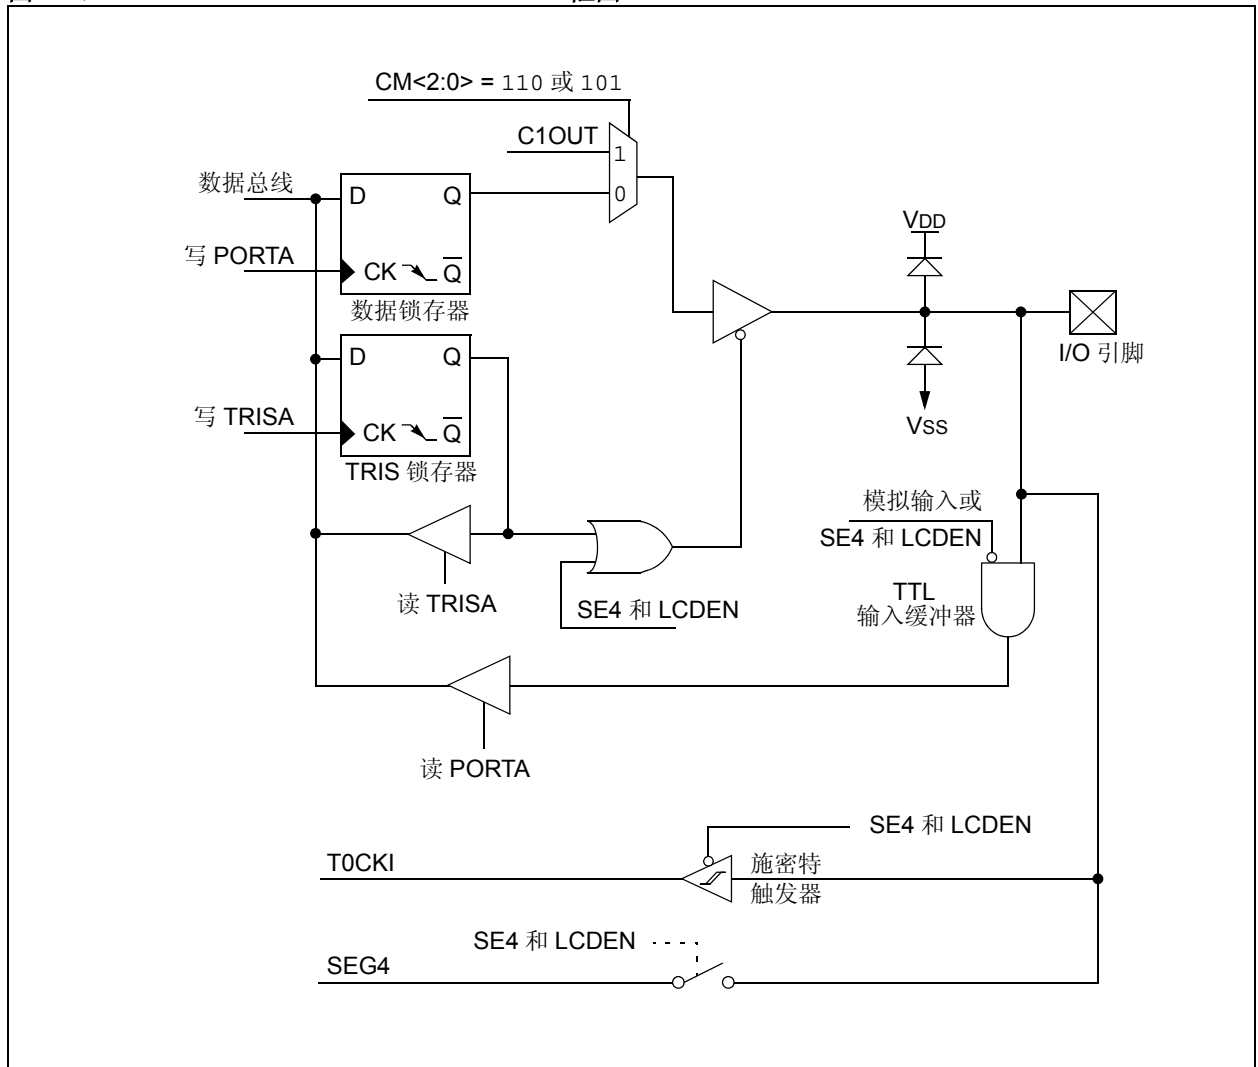 CM<2:0> = 110 或 101
C1OUT
1
0
数据总线
D
Q
写 PORTA
CK
Q
数据锁存器
VDD
I/O 引脚
VSS
D
Q
写 TRISA
CK
Q
TRIS 锁存器
模拟输入或
SE4 和 LCDEN
TTL
输入缓冲器
读 TRISA
SE4 和 LCDEN
读 PORTA
SE4 和 LCDEN
T0CKI
施密特
触发器
SE4 和 LCDEN
SEG4